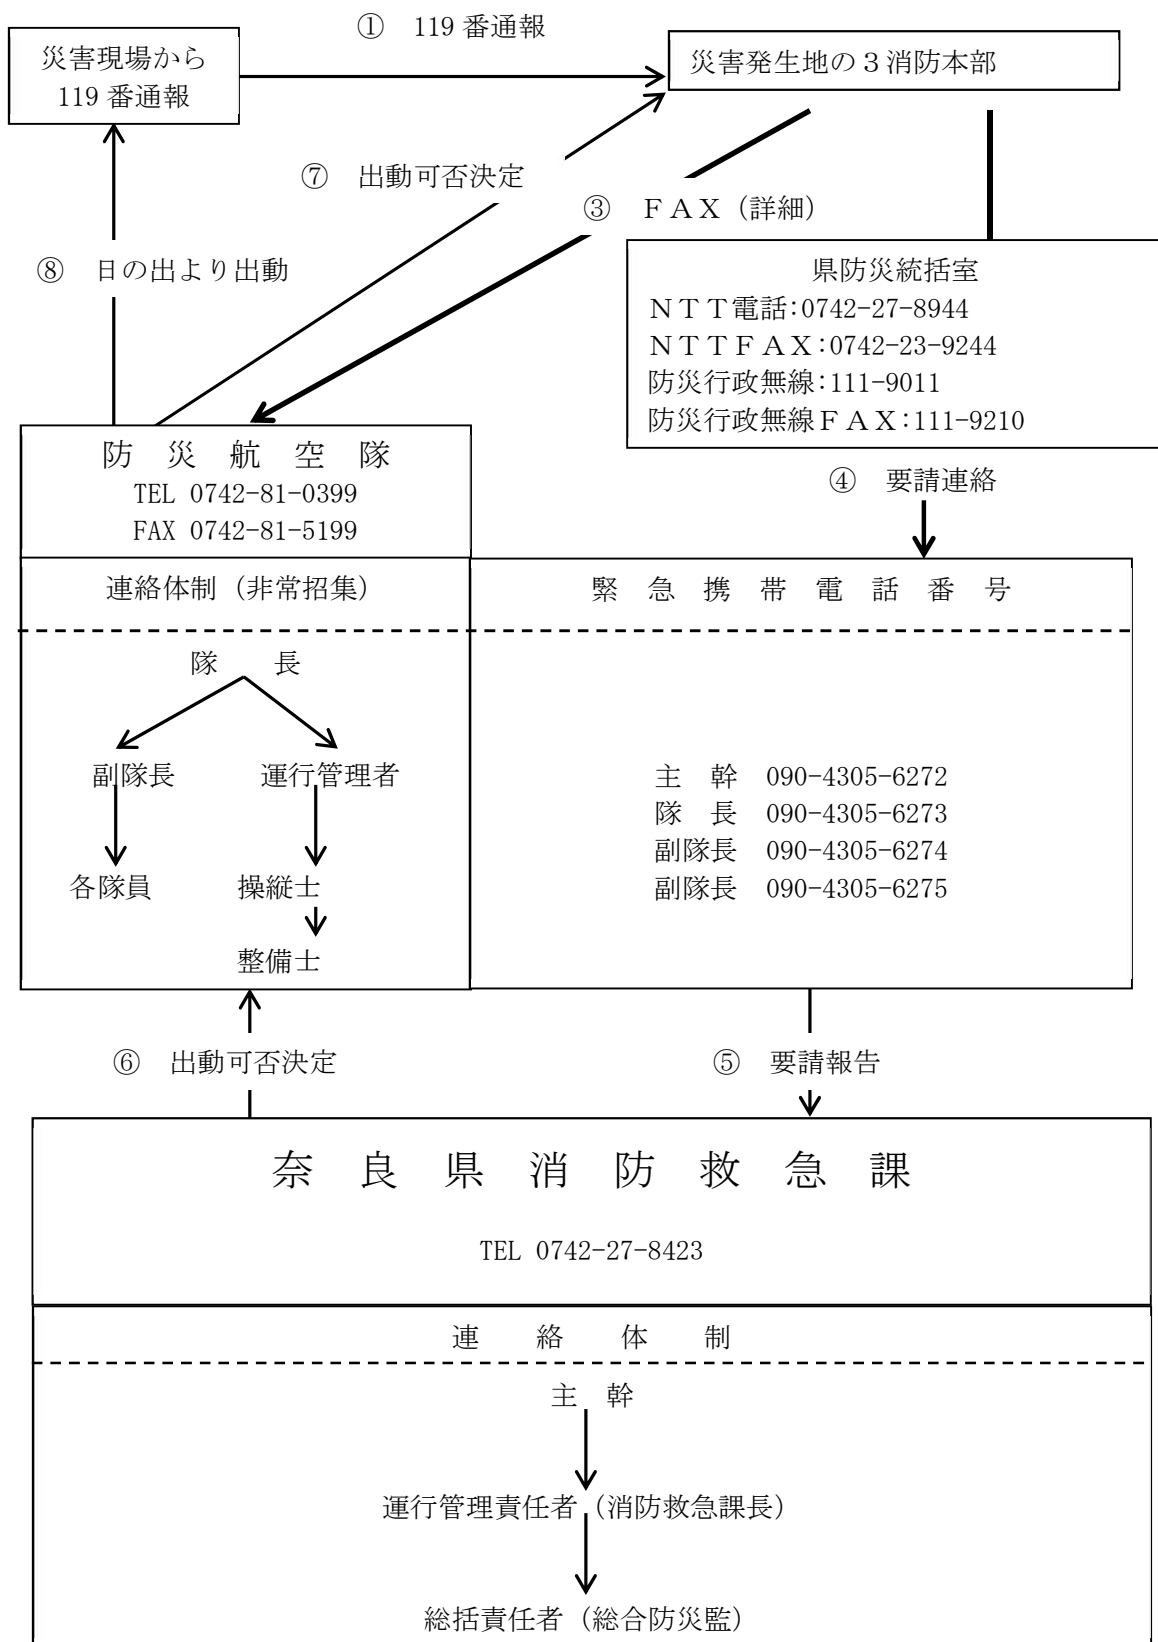 ① 119番通報
災害現場から
119番通報
災害発生地の３消防本部
⑦ 出動可否決定
③ ＦＡＸ（詳細）
⑧ 日の出より出動
県防災統括室
ＮＴＴ電話:0742-27-8944
ＮＴＴＦＡＸ:0742-23-9244
防災行政無線:111-9011
防災行政無線ＦＡＸ:111-9210
防 災 航 空 隊
TEL 0742-81-0399
FAX 0742-81-5199
④ 要請連絡
連絡体制（非常招集）
隊 長
副隊長 運行管理者
各隊員 操縦士
整備士
緊 急 携 帯 電 話 番 号
主 幹 090-4305-6272
隊 長 090-4305-6273
副隊長 090-4305-6274
副隊長 090-4305-6275
⑥ 出動可否決定
⑤ 要請報告
奈 良 県 消 防 救 急 課
TEL 0742-27-8423
連 絡 体 制
主 幹
運行管理責任者（消防救急課長）
総括責任者（総合防災監）